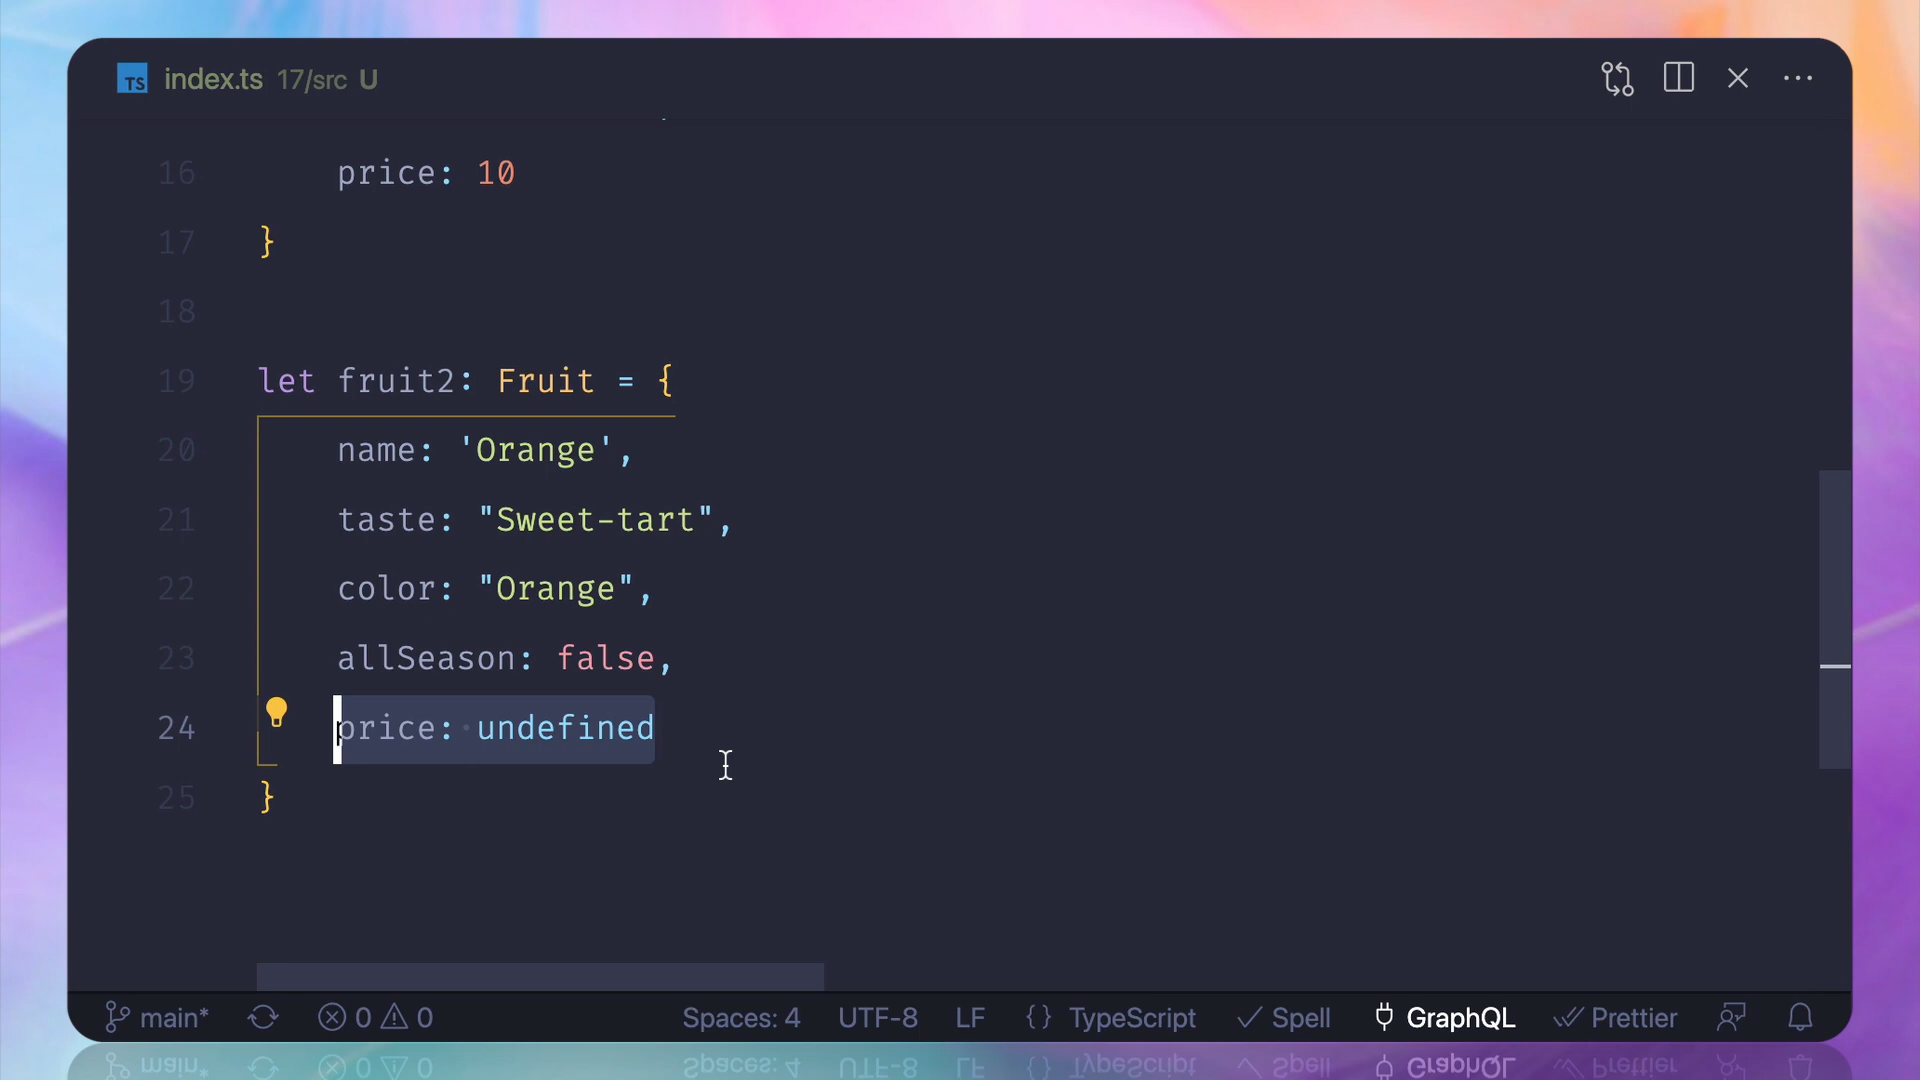 TS index.ts 17/src U
16 price: 10
17 }
18
19 let fruit2: Fruit = {
20 name: 'Orange',
21 taste: "Sweet-tart",
22 color: "Orange",
23 allSeason: false,
24 price: undefined
25 }
main* 0 0 Spaces: 4 UTF-8 LF {} TypeScript Spell GraphQL Prettier